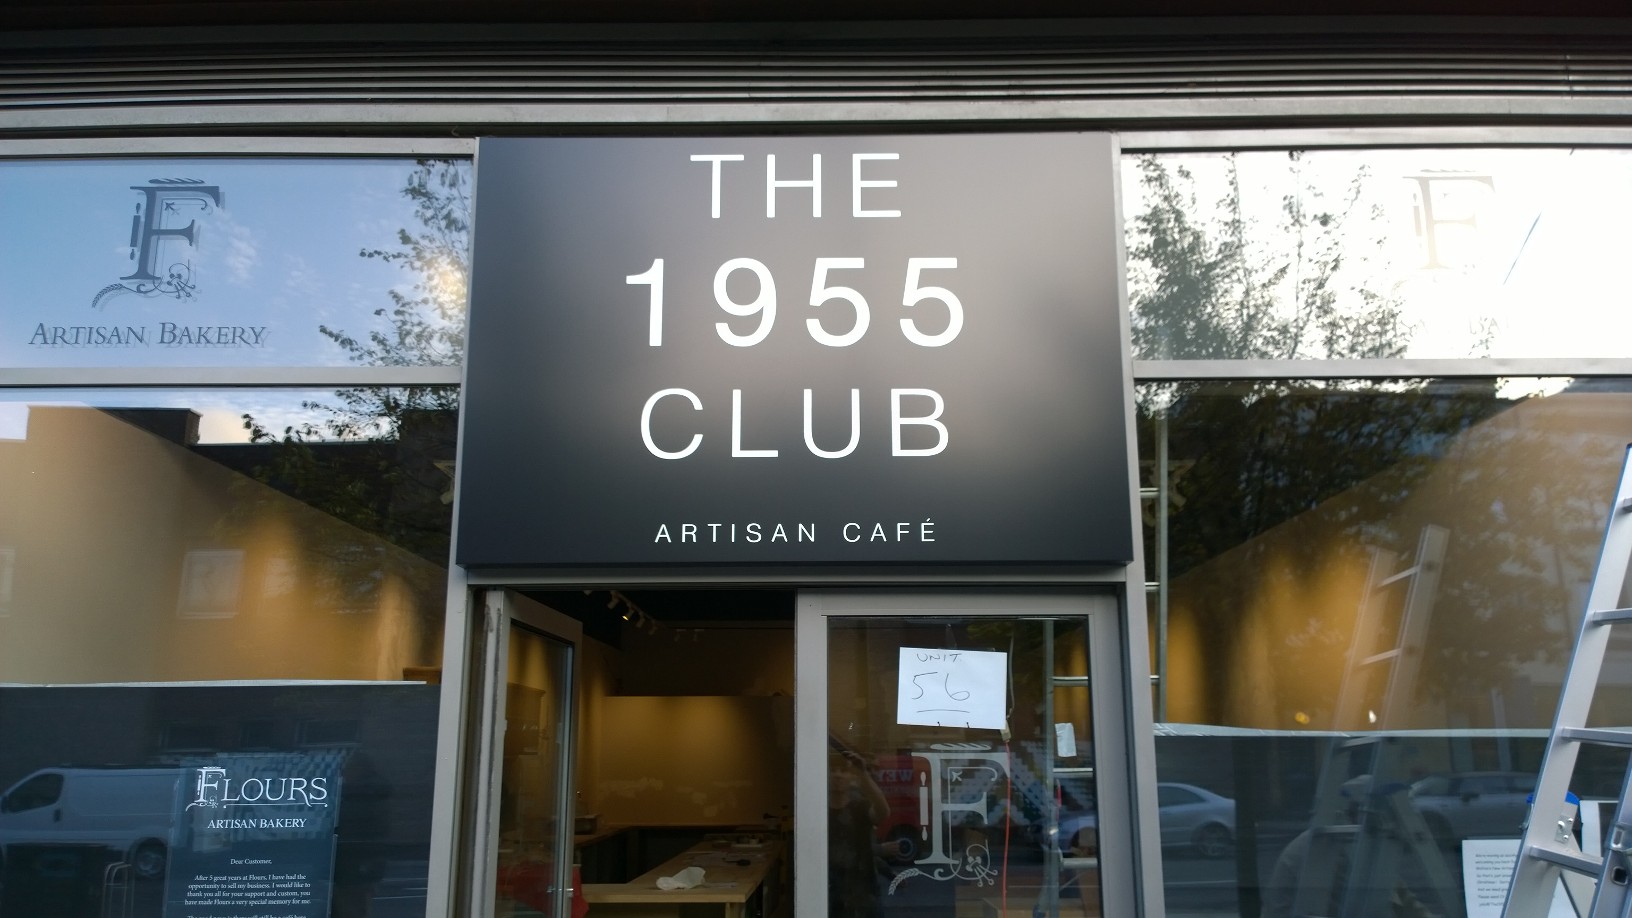 THE
1955
CLUB
ARTISAN CAFÉ
F
ARTISAN BAKERY
F
UNIT
56
F
FLOURS
ARTISAN BAKERY
Dear Customer,
After 5 great years at Flours, I have had the
opportunity to sell my business. I would like to
thank you all for your support and custom, you
have made Flours a very special memory for me.